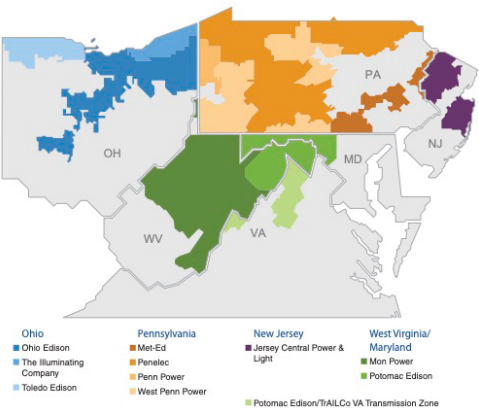 PA
OH
MD
NJ
WV
VA
Ohio
Ohio Edison
The Illuminating
Company
Toledo Edison
Pennsylvania
Met-Ed
Penelec
Penn Power
West Penn Power
New Jersey
Jersey Central Power &
Light
West Virginia/
Maryland
Mon Power
Potomac Edison
Potomac Edison/TrAILCo VA Transmission Zone